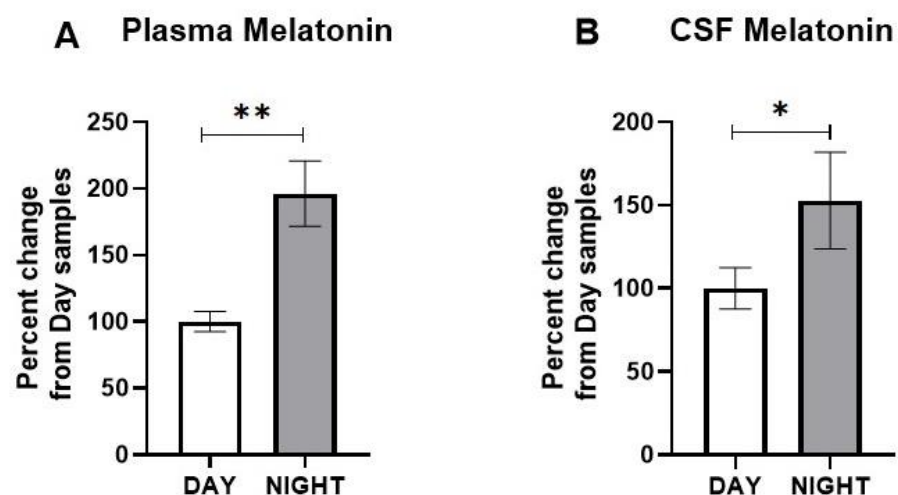 A Plasma Melatonin
**
250
200
150
100
50
0
Percent change
from Day samples
DAY NIGHT
B CSF Melatonin
*
200
150
100
50
0
Percent change
from Day samples
DAY NIGHT